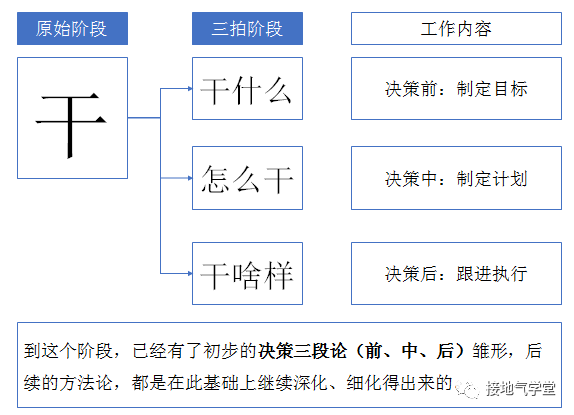 原始阶段 三拍阶段 工作内容
干 干什么 决策前：制定目标
怎么干 决策中：制定计划
干啥样 决策后：跟进执行
到这个阶段，已经有了初步的决策三段论（前、中、后）雏形，后
续的方法论，都是在此基础上继续深化、细化得出来的
接地气学堂